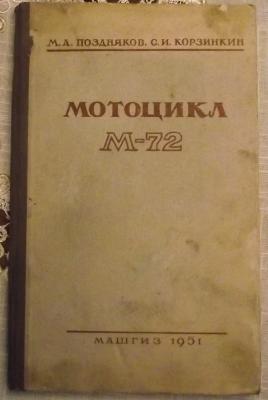 М. А. ПОЗДНЯКОВ, С. И. КОРЗИНКИН
МОТОЦИКЛ
М-72
МАШГИЗ 1951